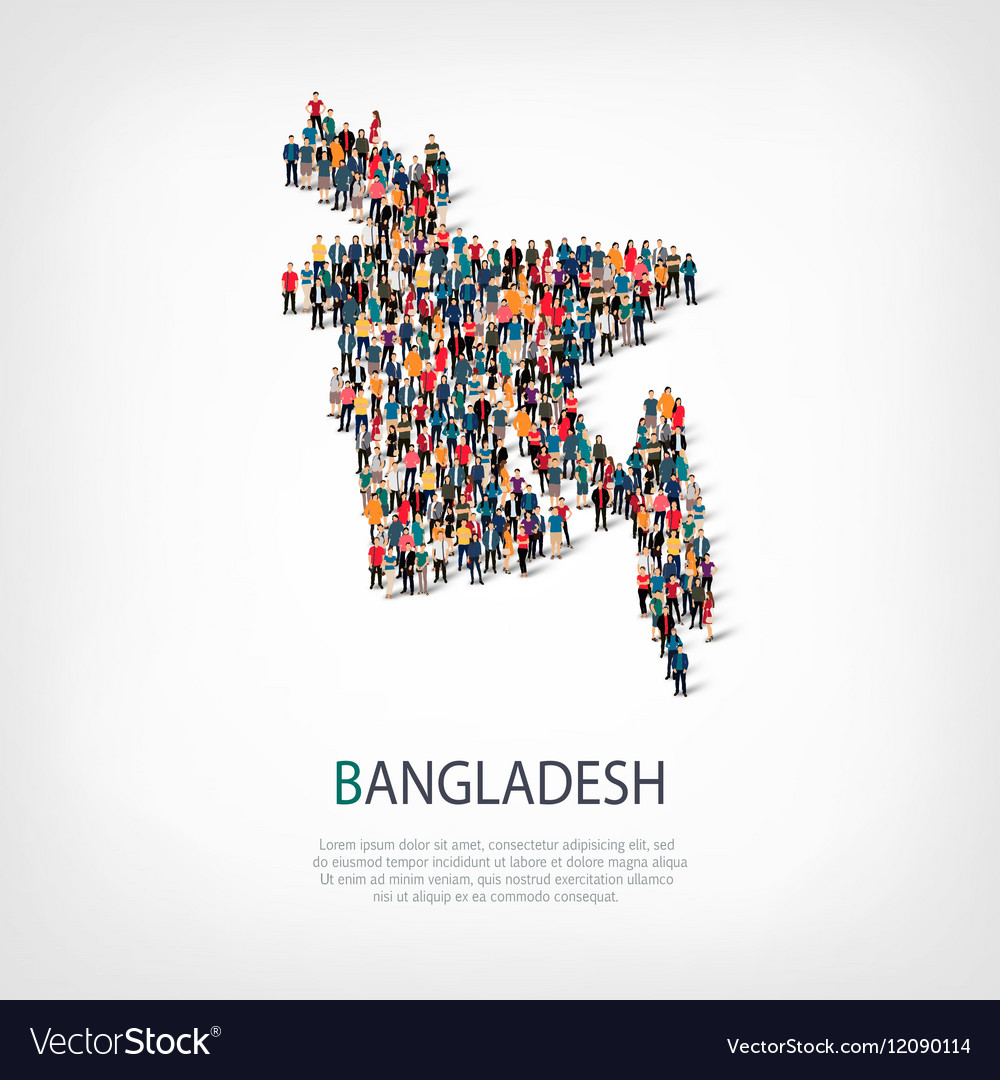 BANGLADESH
Lorem ipsum dolor sit amet, consectetur adipisicing elit, sed
do eiusmod tempor incididunt ut labore et dolore magna aliqua
Ut enim ad minim veniam, quis nostrud exercitation ullamco
nisi ut aliquip ex ea commodo consequat.
VectorStock®
VectorStock.com/12090114